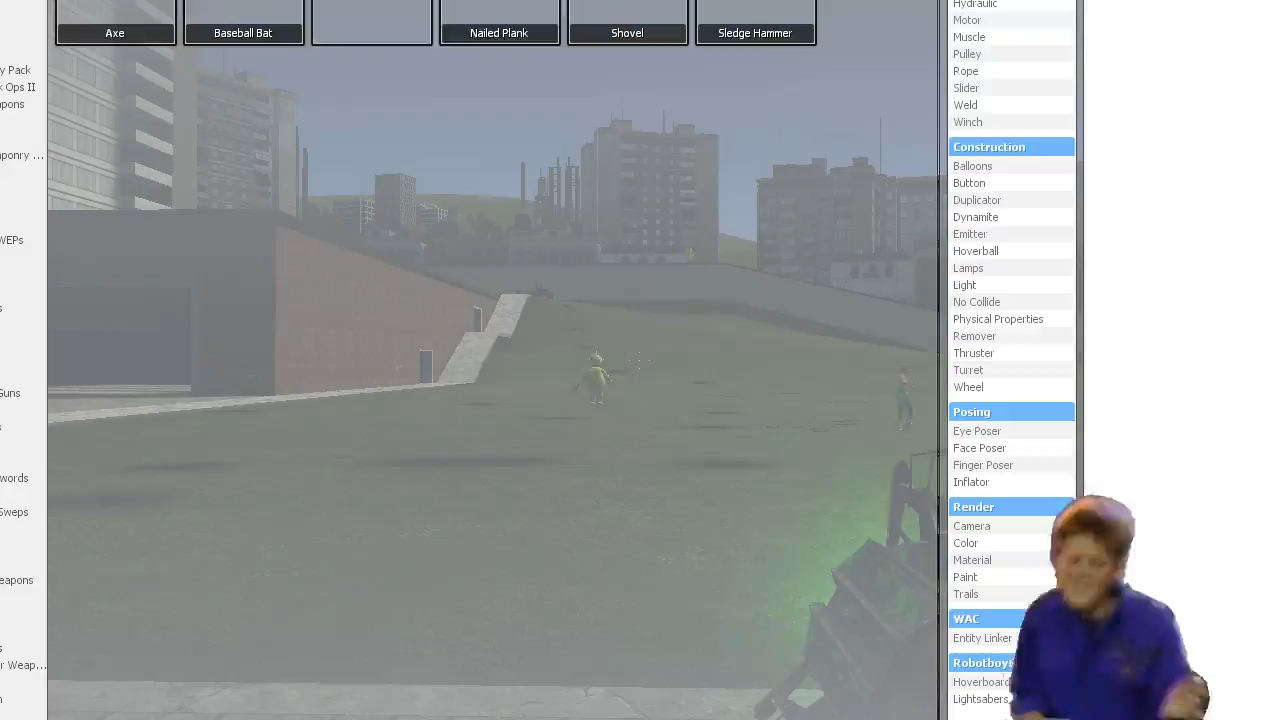 Axe
Baseball Bat
Nailed Plank
Shovel
Sledge Hammer
y Pack
k Ops II
apons
aponry ...
WEPs
s
Guns
s
words
Sweps
eapons
s
r Weap...
n
Hydraulic
Motor
Muscle
Pulley
Rope
Slider
Weld
Winch
Construction
Balloons
Button
Duplicator
Dynamite
Emitter
Hoverball
Lamps
Light
No Collide
Physical Properties
Remover
Thruster
Turret
Wheel
Posing
Eye Poser
Face Poser
Finger Poser
Inflator
Render
Camera
Color
Material
Paint
Trails
WAC
Entity Linker
Robotboy
Hoverboard
Lightsabers